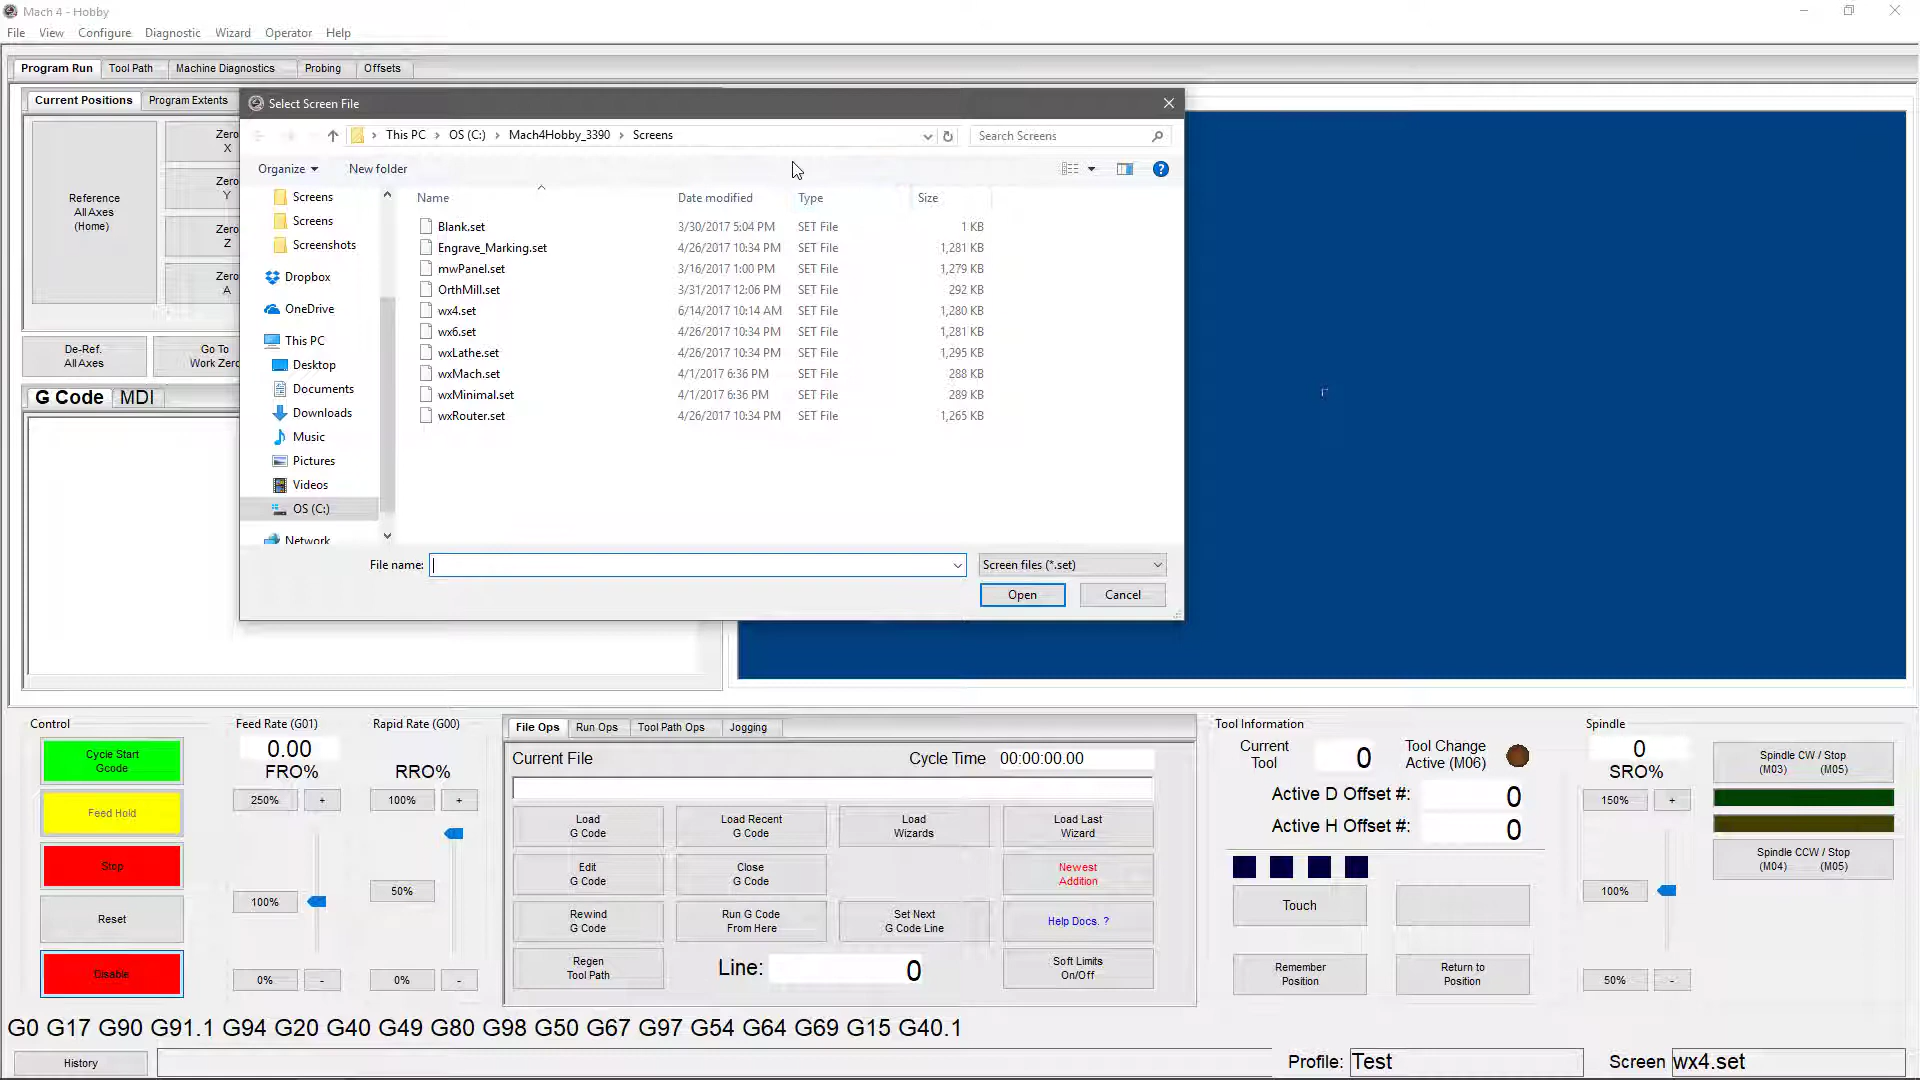 Mach 4 - Hobby
File View Configure Diagnostic Wizard Operator Help
Program Run Tool Path Machine Diagnostics Probing Offsets
Current Positions Program Extents
Select Screen File
This PC > OS (C:) > Mach4Hobby_3390 > Screens
Search Screens
Organize New folder
Screens
Screens
Screenshots
Dropbox
OneDrive
This PC
Desktop
Documents
Downloads
Music
Pictures
Videos
OS (C:)
Network
Name Date modified Type Size
Blank.set 3/30/2017 5:04 PM SET File 1 KB
Engrave_Marking.set 4/26/2017 10:34 PM SET File 1,281 KB
mwPanel.set 3/16/2017 1:00 PM SET File 1,279 KB
OrthMill.set 3/31/2017 12:06 PM SET File 292 KB
wx4.set 6/14/2017 10:14 AM SET File 1,280 KB
wx6.set 4/26/2017 10:34 PM SET File 1,281 KB
wxLathe.set 4/26/2017 10:34 PM SET File 1,295 KB
wxMach.set 4/1/2017 6:36 PM SET File 288 KB
wxMinimal.set 4/1/2017 6:36 PM SET File 289 KB
wxRouter.set 4/26/2017 10:34 PM SET File 1,265 KB
File name:
Screen files (*.set)
Open Cancel
Reference
All Axes
(Home)
Zero
X
Zero
Y
Zero
Z
Zero
A
De-Ref.
All Axes
Go To
Work Zero
G Code MDI
Control
Cycle Start
Gcode
Feed Hold
Stop
Reset
Disable
Feed Rate (G01)
0.00
FRO%
250% +
100%
0% -
Rapid Rate (G00)
RRO%
100% +
50%
0% -
File Ops Run Ops Tool Path Ops Jogging
Current File
Cycle Time 00:00:00.00
Load
G Code
Load Recent
G Code
Load
Wizards
Load Last
Wizard
Edit
G Code
Close
G Code
Newest
Addition
Rewind
G Code
Run G Code
From Here
Set Next
G Code Line
Help Docs. ?
Regen
Tool Path
Line: 0
Soft Limits
On/Off
Tool Information
Current
Tool
0
Tool Change
Active (M06)
Active D Offset #: 0
Active H Offset #: 0
Touch
Remember
Position
Return to
Position
Spindle
0
SRO%
150% +
100%
50% -
Spindle CW / Stop
(M03) (M05)
Spindle CCW / Stop
(M04) (M05)
G0 G17 G90 G91.1 G94 G20 G40 G49 G80 G98 G50 G67 G97 G54 G64 G69 G15 G40.1
History
Profile: Test
Screen wx4.set